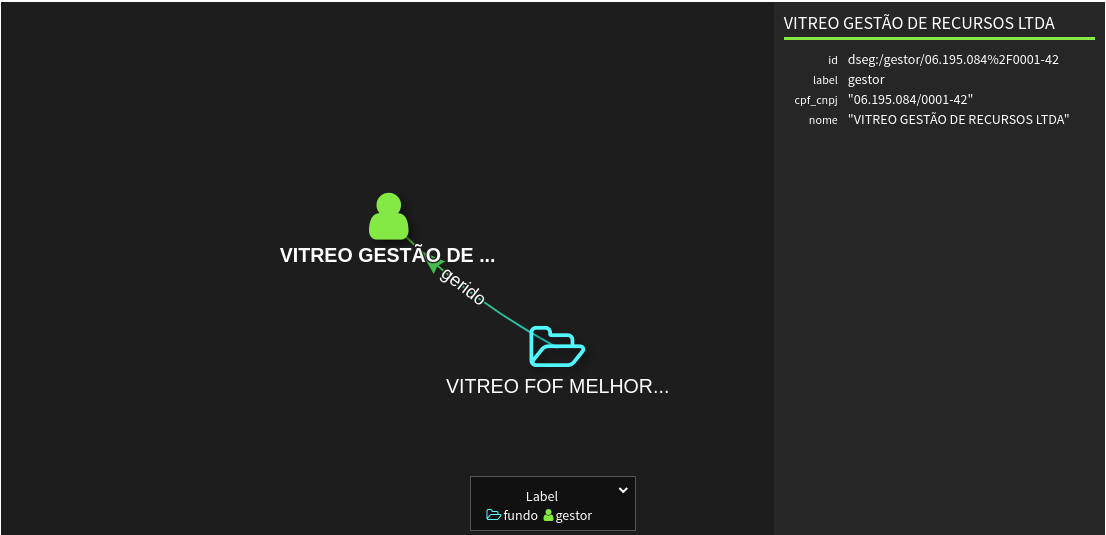 VITREO GESTÃO DE RECURSOS LTDA
id dseg:/gestor/06.195.084%2F0001-42
label gestor
cpf_cnpj "06.195.084/0001-42"
nome "VITREO GESTÃO DE RECURSOS LTDA"
VITREO GESTÃO DE ...
gerido
VITREO FOF MELHOR...
Label
fundo gestor